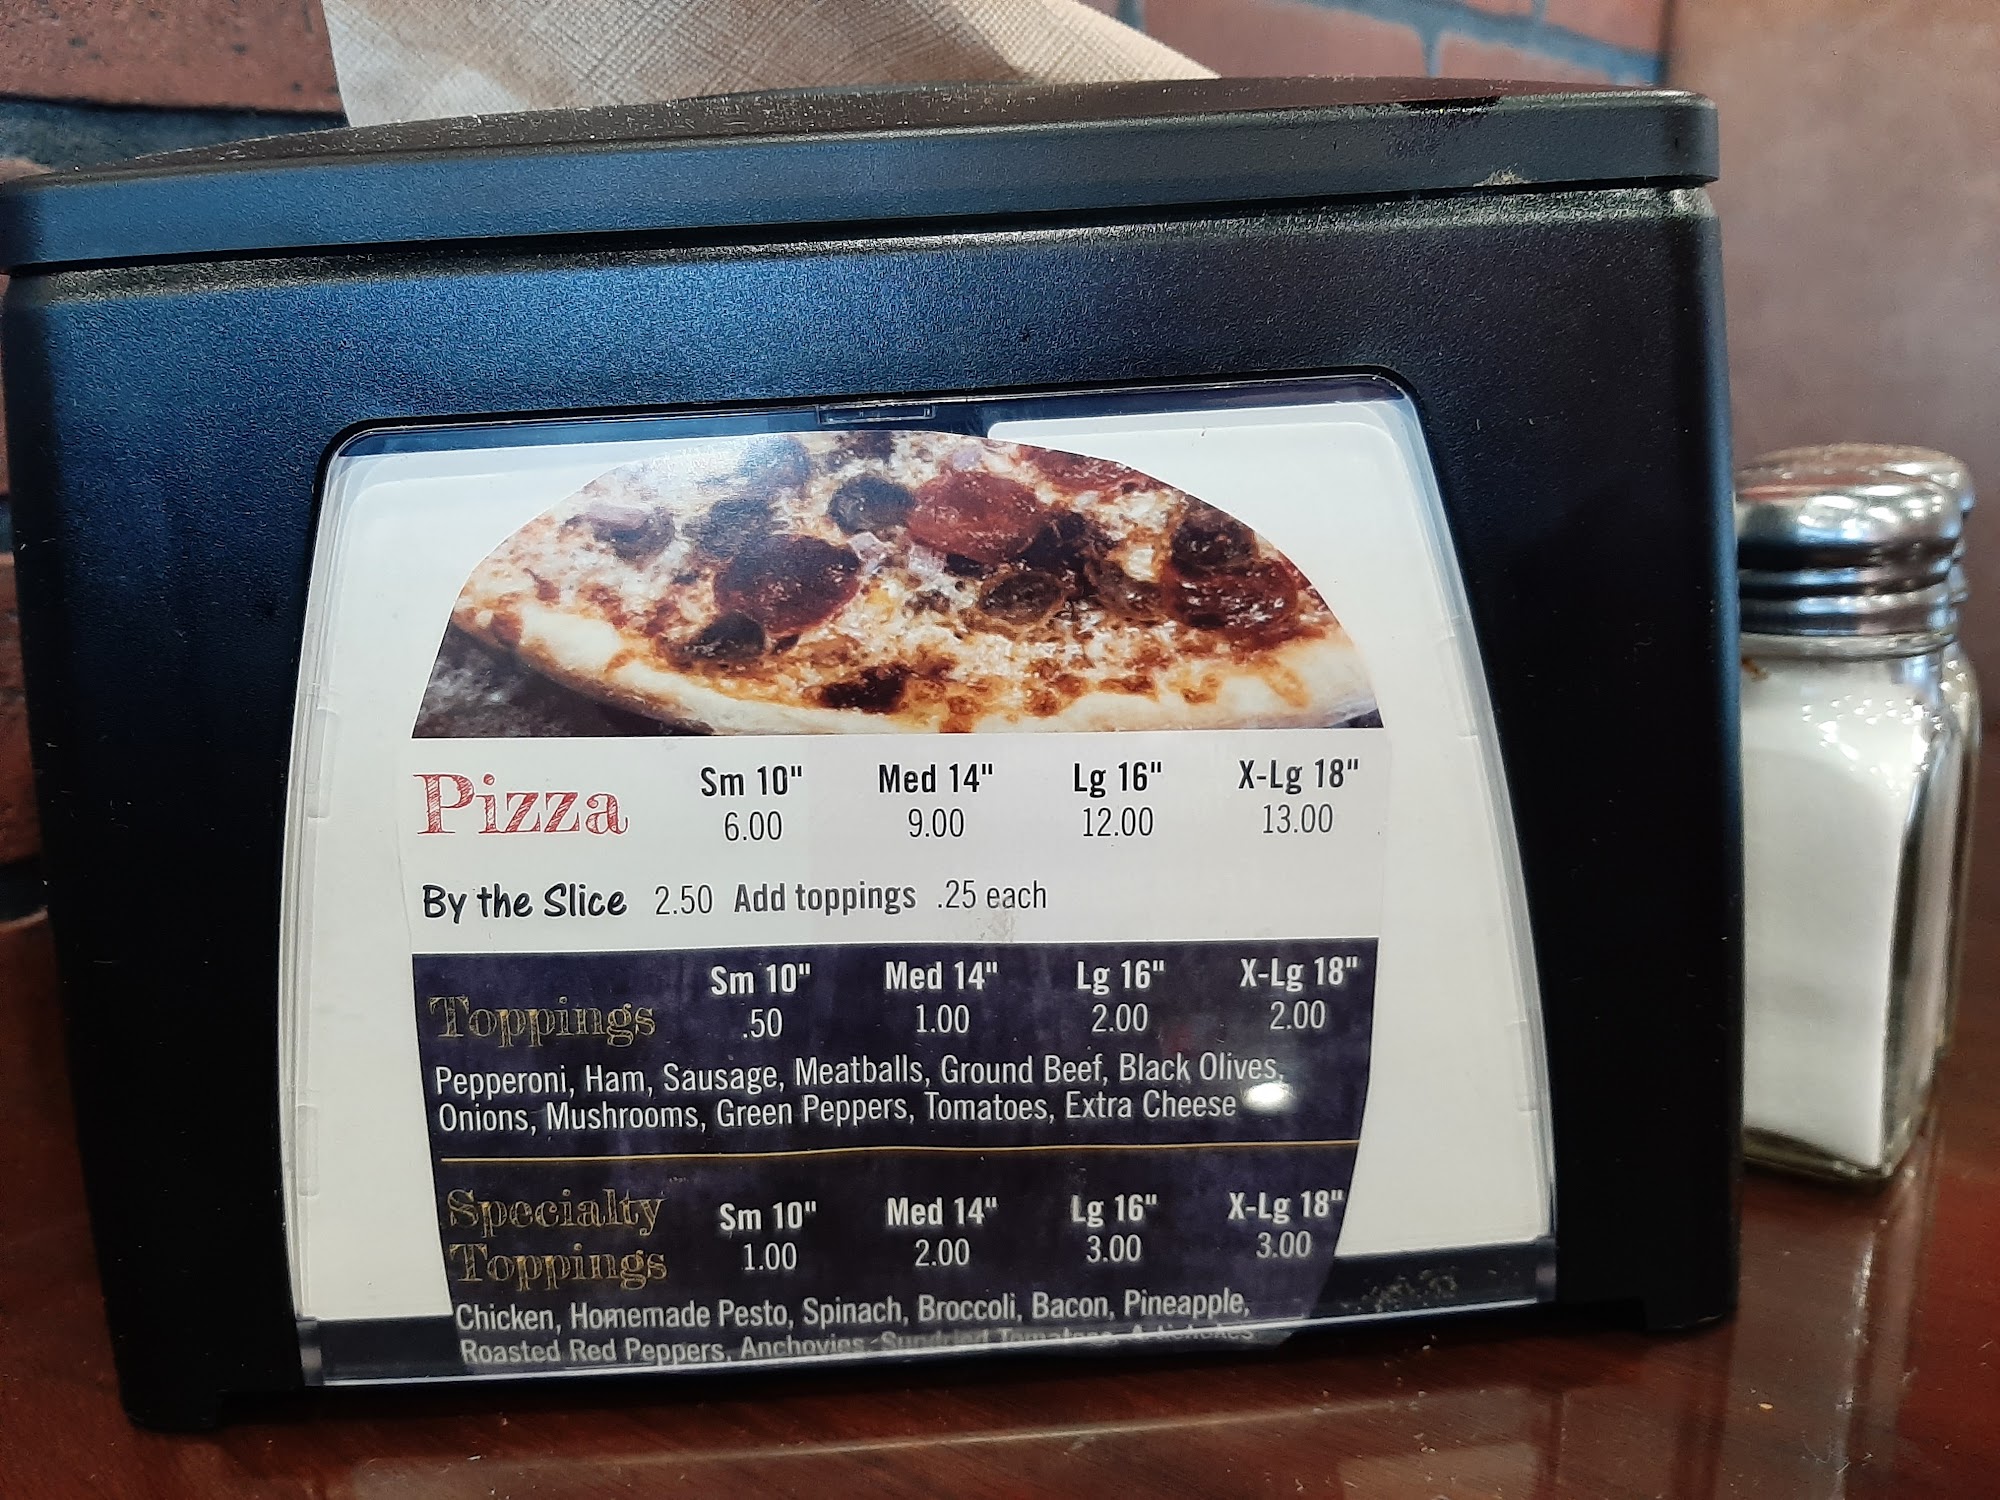 Pizza Sm 10" Med 14" Lg 16" X-Lg 18"
6.00 9.00 12.00 13.00
By the Slice 2.50 Add toppings .25 each
Toppings Sm 10" Med 14" Lg 16" X-Lg 18"
.50 1.00 2.00 2.00
Pepperoni, Ham, Sausage, Meatballs, Ground Beef, Black Olives,
Onions, Mushrooms, Green Peppers, Tomatoes, Extra Cheese
Specialty Sm 10" Med 14" Lg 16" X-Lg 18"
Toppings 1.00 2.00 3.00 3.00
Chicken, Homemade Pesto, Spinach, Broccoli, Bacon, Pineapple,
Roasted Red Peppers, Anchovies, Sundried Tomatoes